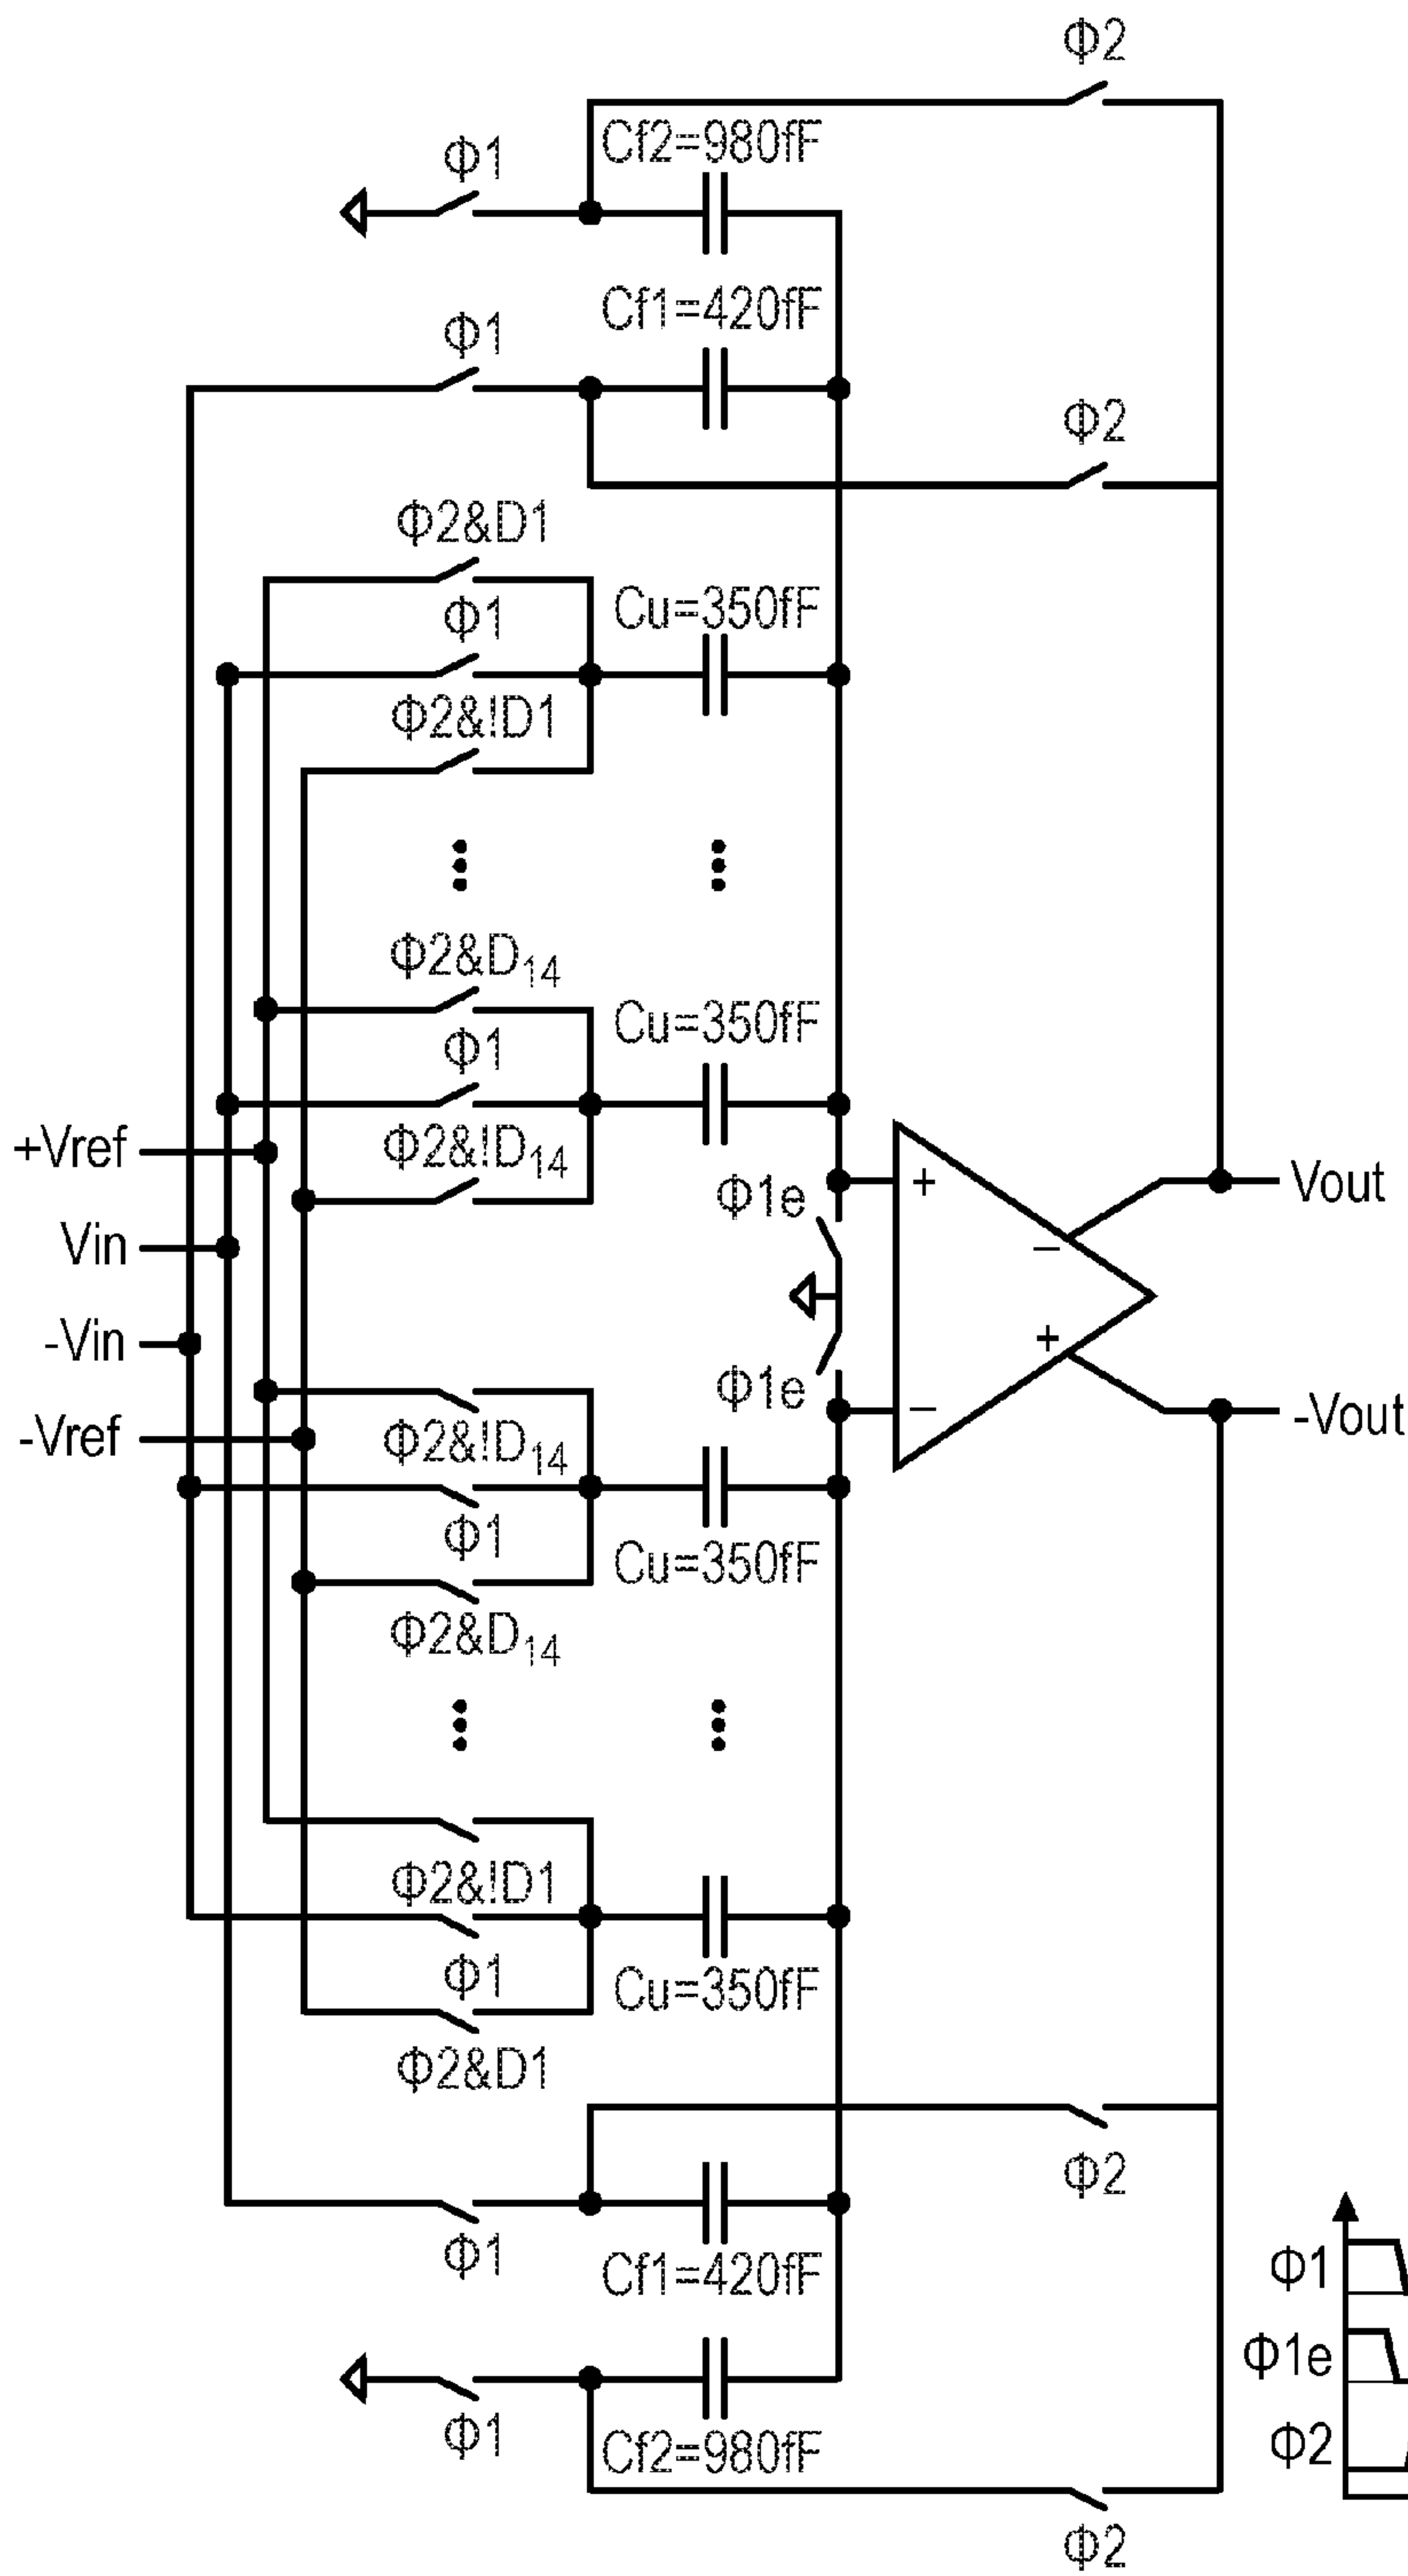 Φ2
Φ1
Cf2=980fF
Φ1
Cf1=420fF
Φ2
Φ2&D1
Φ1
Cu=350fF
Φ2&!D1
Φ2&D14
Φ1
Cu=350fF
Φ2&!D14
+Vref
Vin
-Vin
-Vref
Φ1e
Φ1e
+
−
−
+
Vout
-Vout
Φ2&!D14
Φ1
Cu=350fF
Φ2&D14
Φ2&!D1
Φ1
Cu=350fF
Φ2&D1
Φ2
Φ1
Cf1=420fF
Φ1
Cf2=980fF
Φ2
Φ1
Φ1e
Φ2